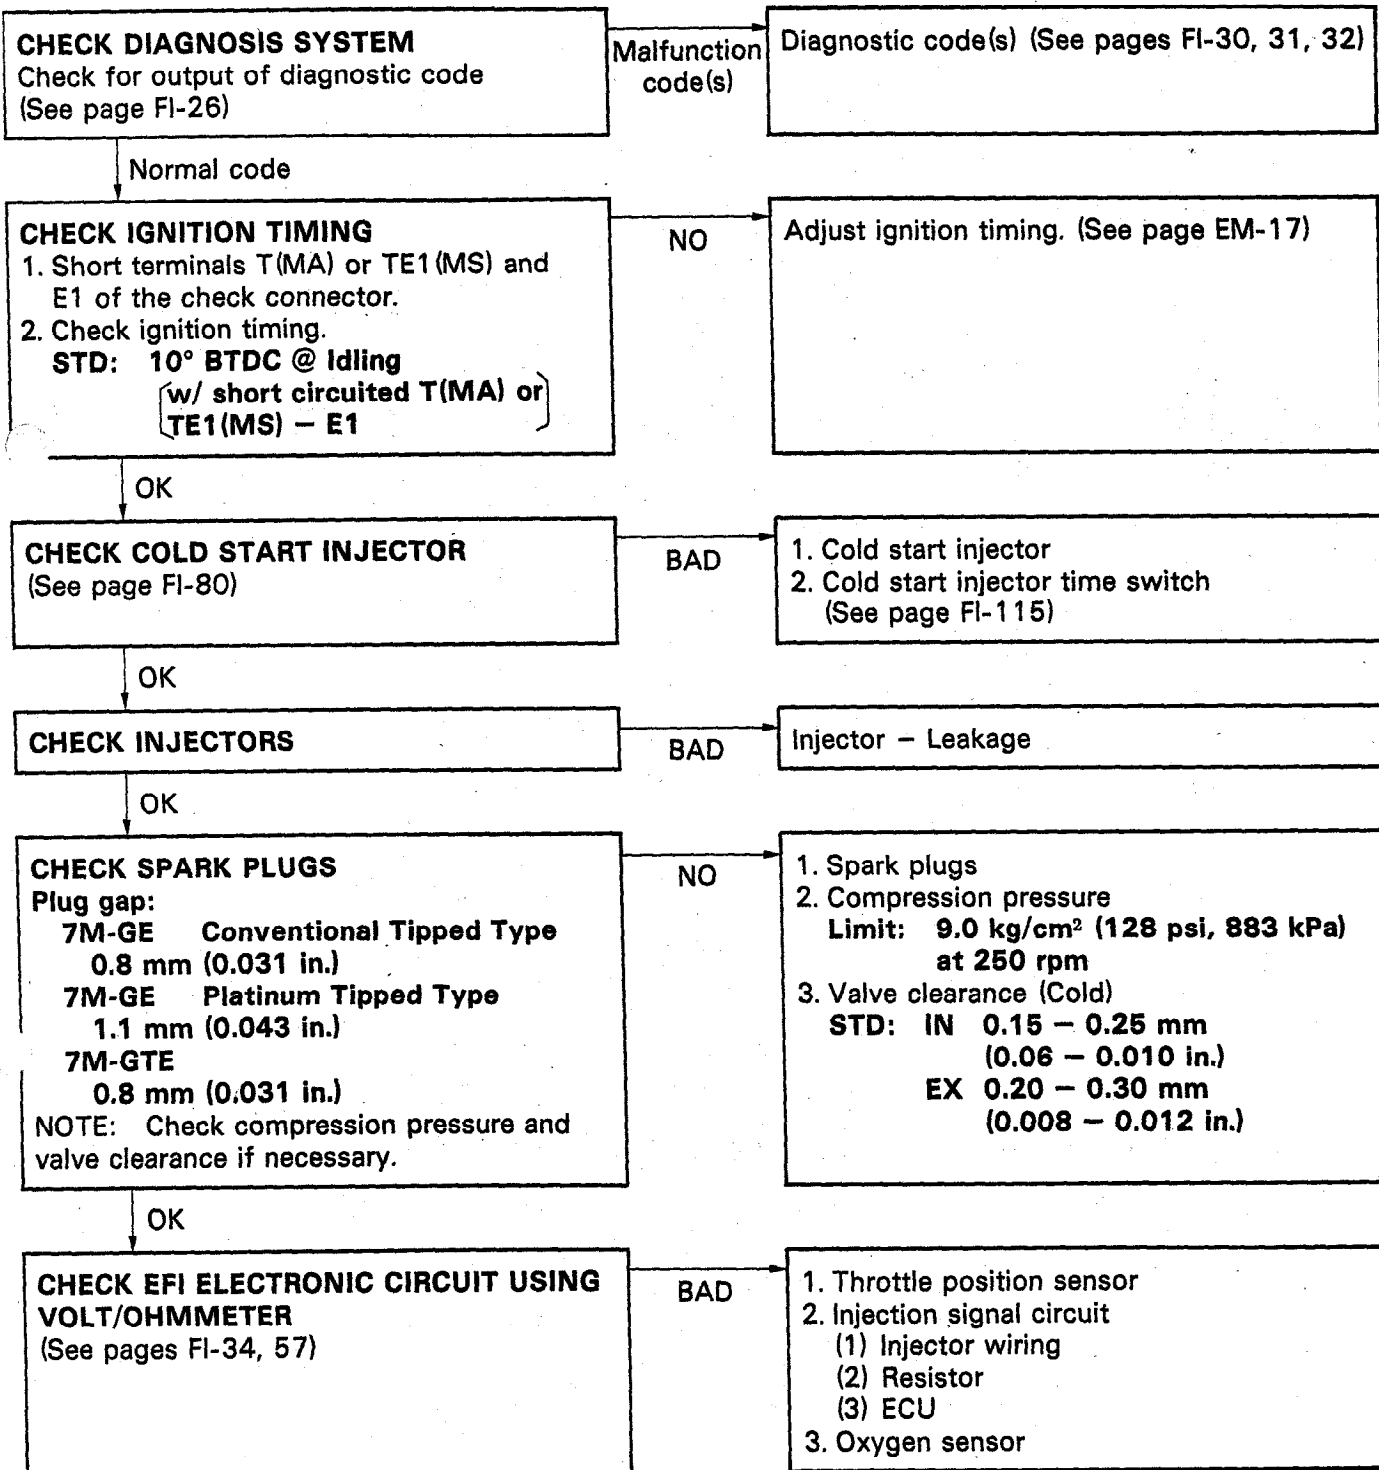 CHECK DIAGNOSIS SYSTEM
Check for output of diagnostic code
(See page FI-26)
Malfunction
code(s)
Diagnostic code(s) (See pages FI-30, 31, 32)
Normal code
CHECK IGNITION TIMING
1. Short terminals T(MA) or TE1(MS) and
E1 of the check connector.
2. Check ignition timing.
STD: 10° BTDC @ Idling
w/ short circuited T(MA) or
TE1(MS) – E1
NO
Adjust ignition timing. (See page EM-17)
OK
CHECK COLD START INJECTOR
(See page FI-80)
BAD
1. Cold start injector
2. Cold start injector time switch
(See page FI-115)
OK
CHECK INJECTORS
BAD
Injector – Leakage
OK
CHECK SPARK PLUGS
Plug gap:
7M-GE Conventional Tipped Type
0.8 mm (0.031 in.)
7M-GE Platinum Tipped Type
1.1 mm (0.043 in.)
7M-GTE
0.8 mm (0.031 in.)
NOTE: Check compression pressure and
valve clearance if necessary.
NO
1. Spark plugs
2. Compression pressure
Limit: 9.0 kg/cm² (128 psi, 883 kPa)
at 250 rpm
3. Valve clearance (Cold)
STD: IN 0.15 – 0.25 mm
(0.06 – 0.010 in.)
EX 0.20 – 0.30 mm
(0.008 – 0.012 in.)
OK
CHECK EFI ELECTRONIC CIRCUIT USING
VOLT/OHMMETER
(See pages FI-34, 57)
BAD
1. Throttle position sensor
2. Injection signal circuit
(1) Injector wiring
(2) Resistor
(3) ECU
3. Oxygen sensor